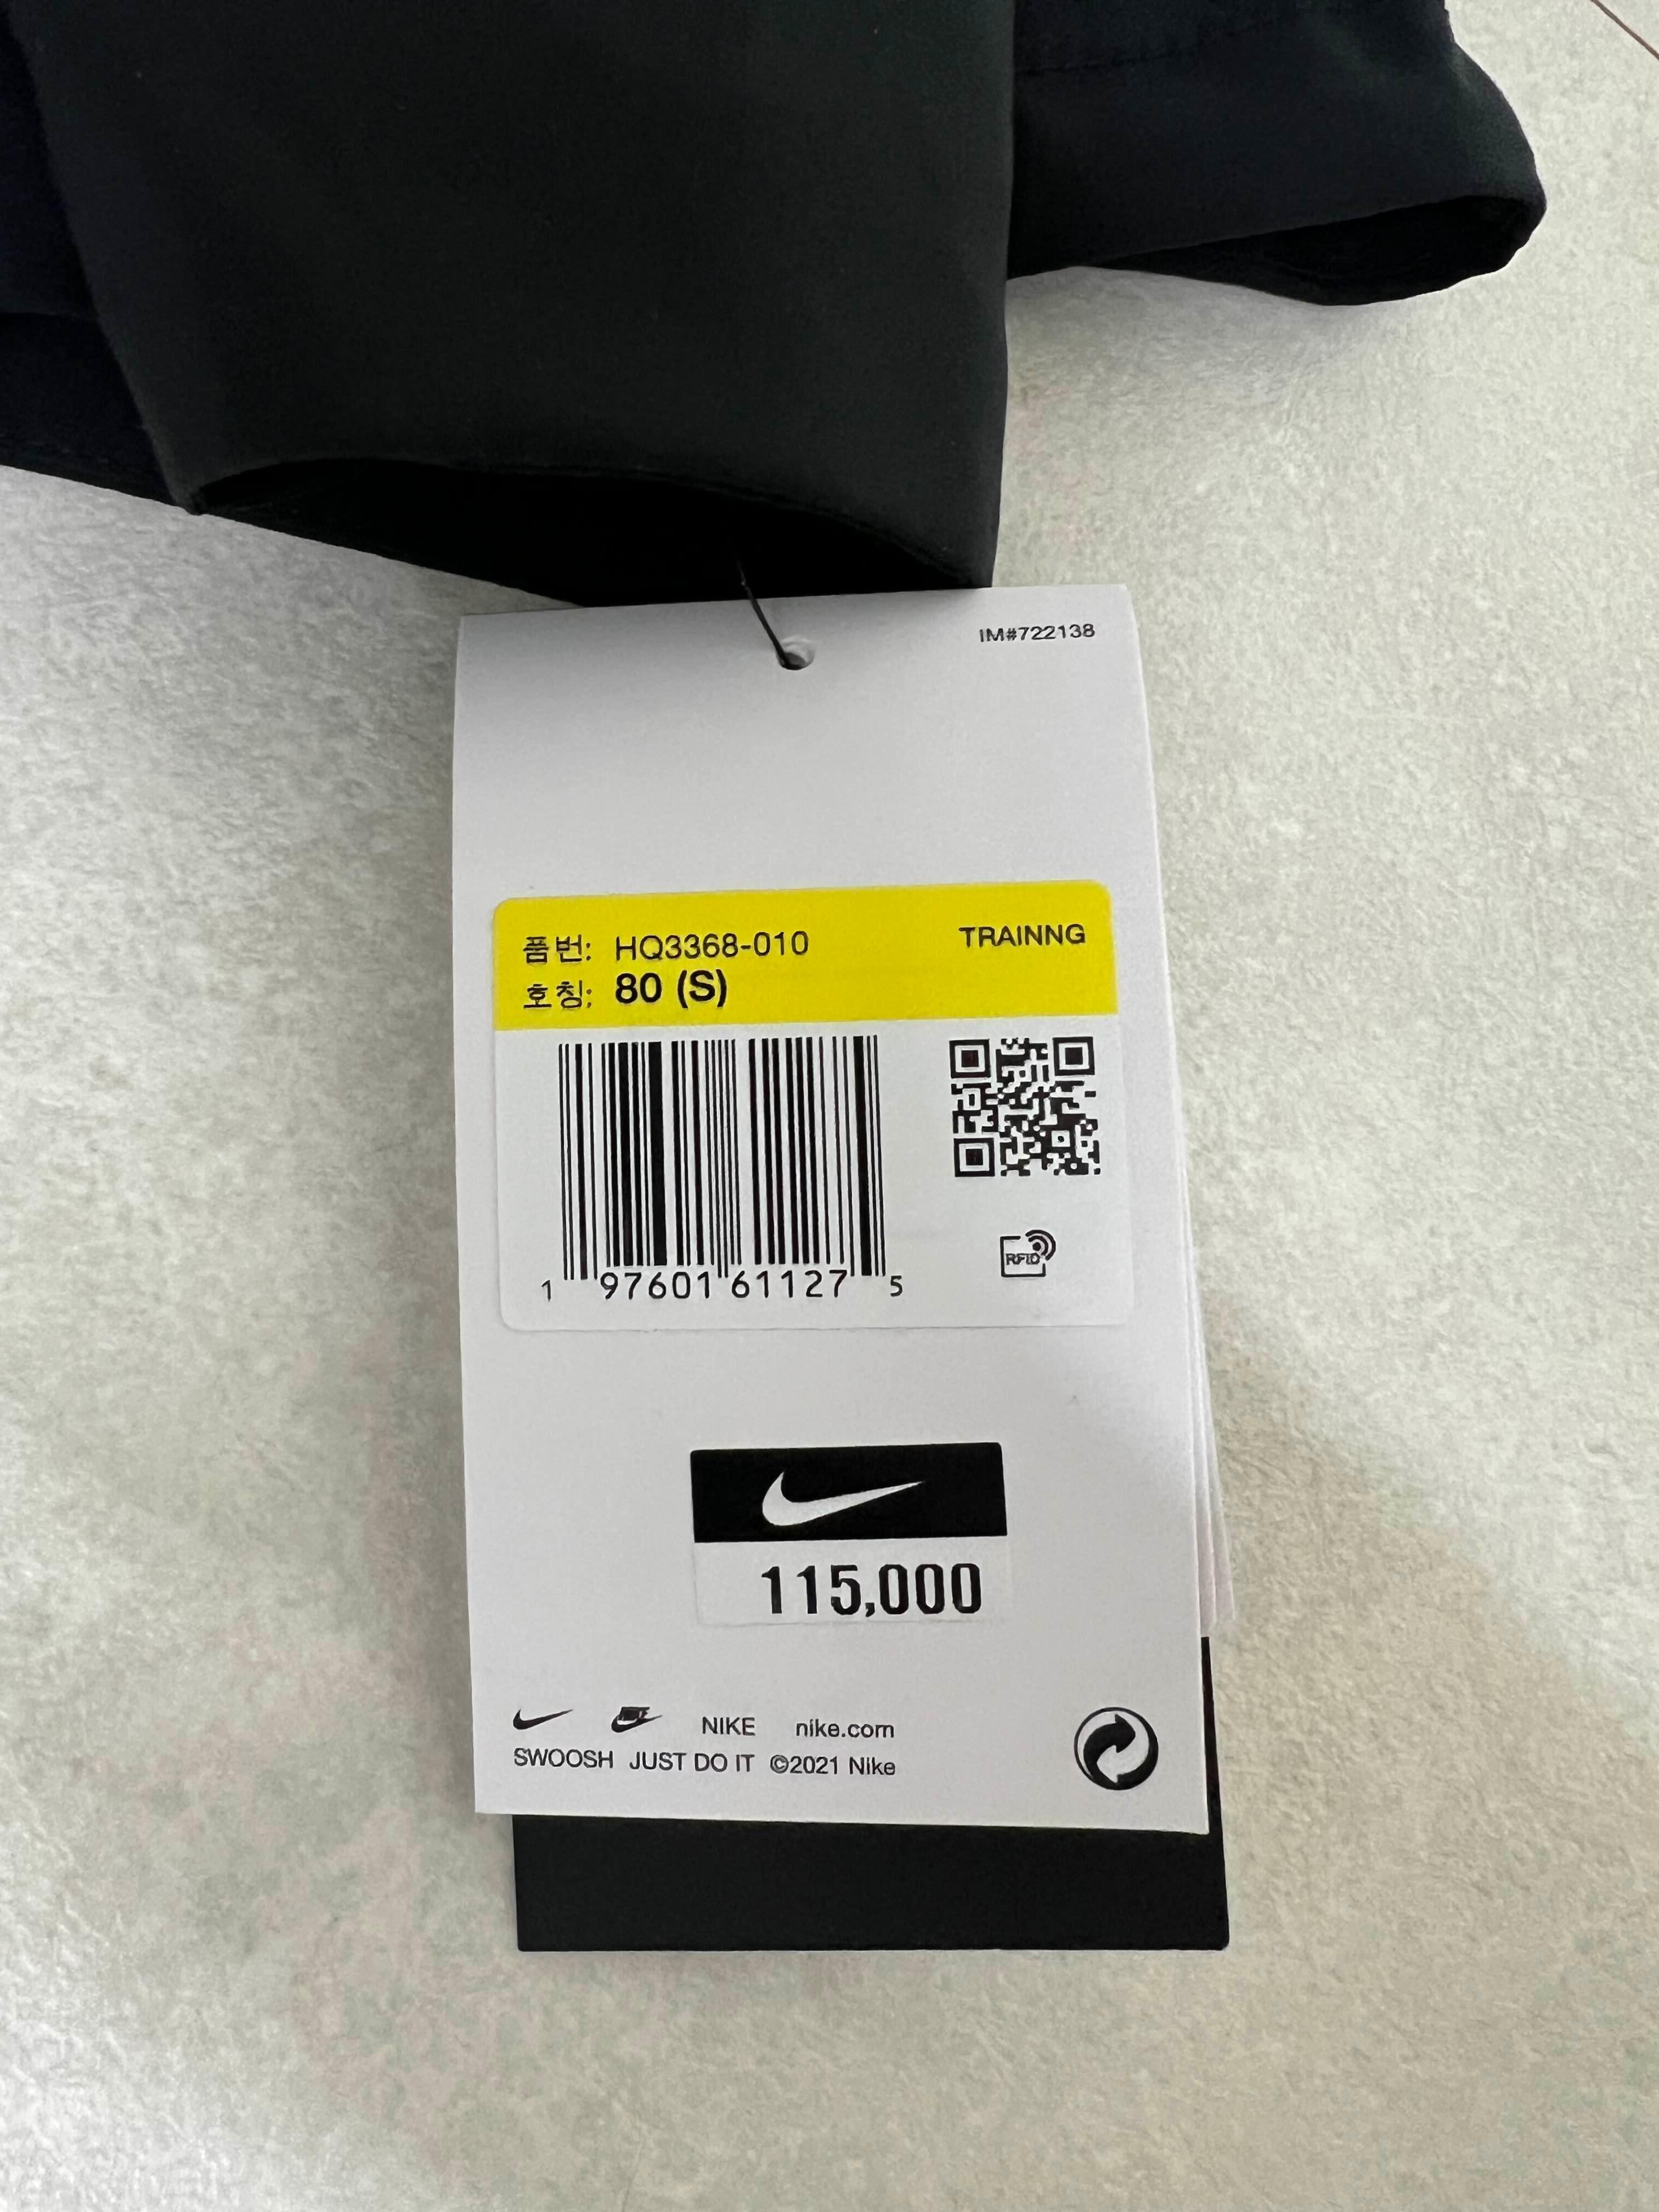 IM#722138
품번: HQ3368-010 TRAINNG
호칭: 80 (S)
1 97601 61127 5
RFID
115,000
NIKE nike.com
SWOOSH JUST DO IT ©2021 Nike